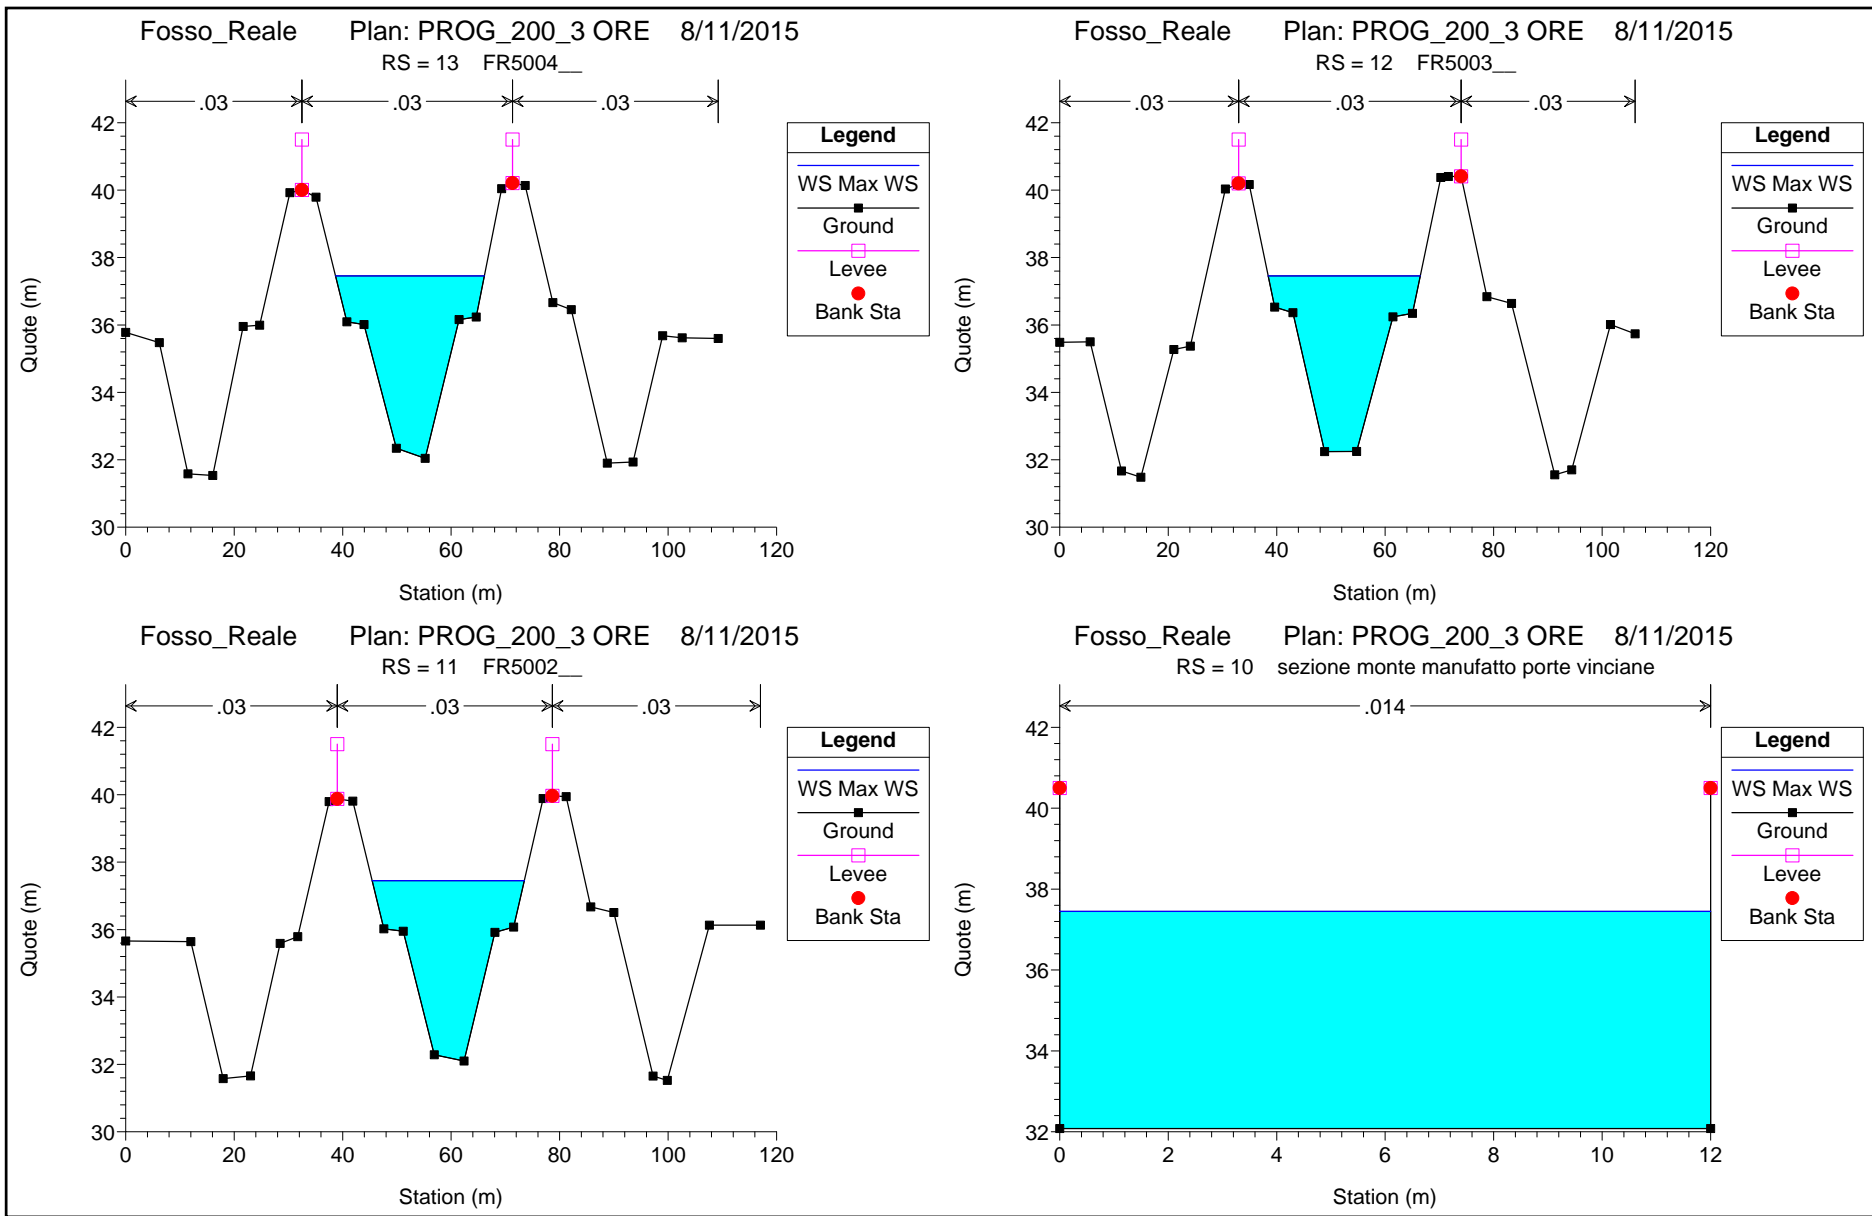 Fosso_Reale Plan: PROG_200_3 ORE 8/11/2015
RS = 13 FR5004__
.03 .03 .03
42
40
38
36
34
32
30
0 20 40 60 80 100 120
Station (m)
Quote (m)
Legend
WS Max WS
Ground
Levee
Bank Sta
Fosso_Reale Plan: PROG_200_3 ORE 8/11/2015
RS = 12 FR5003__
.03 .03 .03
42
40
38
36
34
32
30
0 20 40 60 80 100 120
Station (m)
Quote (m)
Legend
WS Max WS
Ground
Levee
Bank Sta
Fosso_Reale Plan: PROG_200_3 ORE 8/11/2015
RS = 11 FR5002__
.03 .03 .03
42
40
38
36
34
32
30
0 20 40 60 80 100 120
Station (m)
Quote (m)
Legend
WS Max WS
Ground
Levee
Bank Sta
Fosso_Reale Plan: PROG_200_3 ORE 8/11/2015
RS = 10 sezione monte manufatto porte vinciane
.014
42
40
38
36
34
32
0 2 4 6 8 10 12
Station (m)
Quote (m)
Legend
WS Max WS
Ground
Levee
Bank Sta